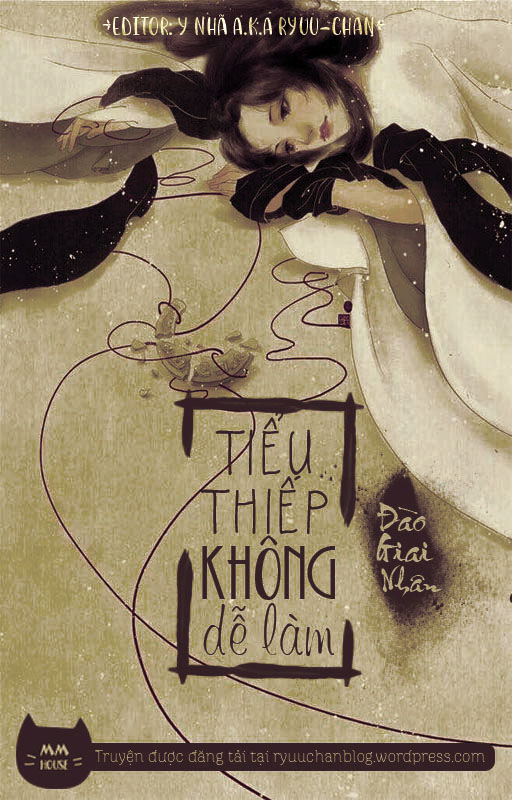 EDITOR: Y NHÃ A.K.A RYUU-CHAN
TIỂU
THIẾP
KHÔNG
dễ làm
Đào
Giai
Nhân
MM
HOUSE
Truyện được đăng tải tại ryuuchanblog.wordpress.com